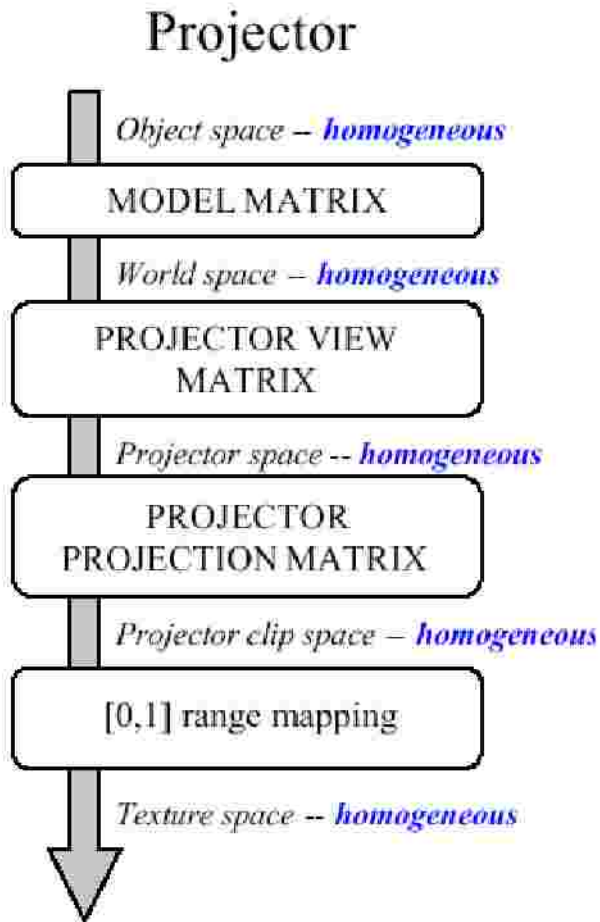 Projector
Object space -- homogeneous
MODEL MATRIX
World space -- homogeneous
PROJECTOR VIEW
MATRIX
Projector space -- homogeneous
PROJECTOR
PROJECTION MATRIX
Projector clip space -- homogeneous
[0,1] range mapping
Texture space -- homogeneous